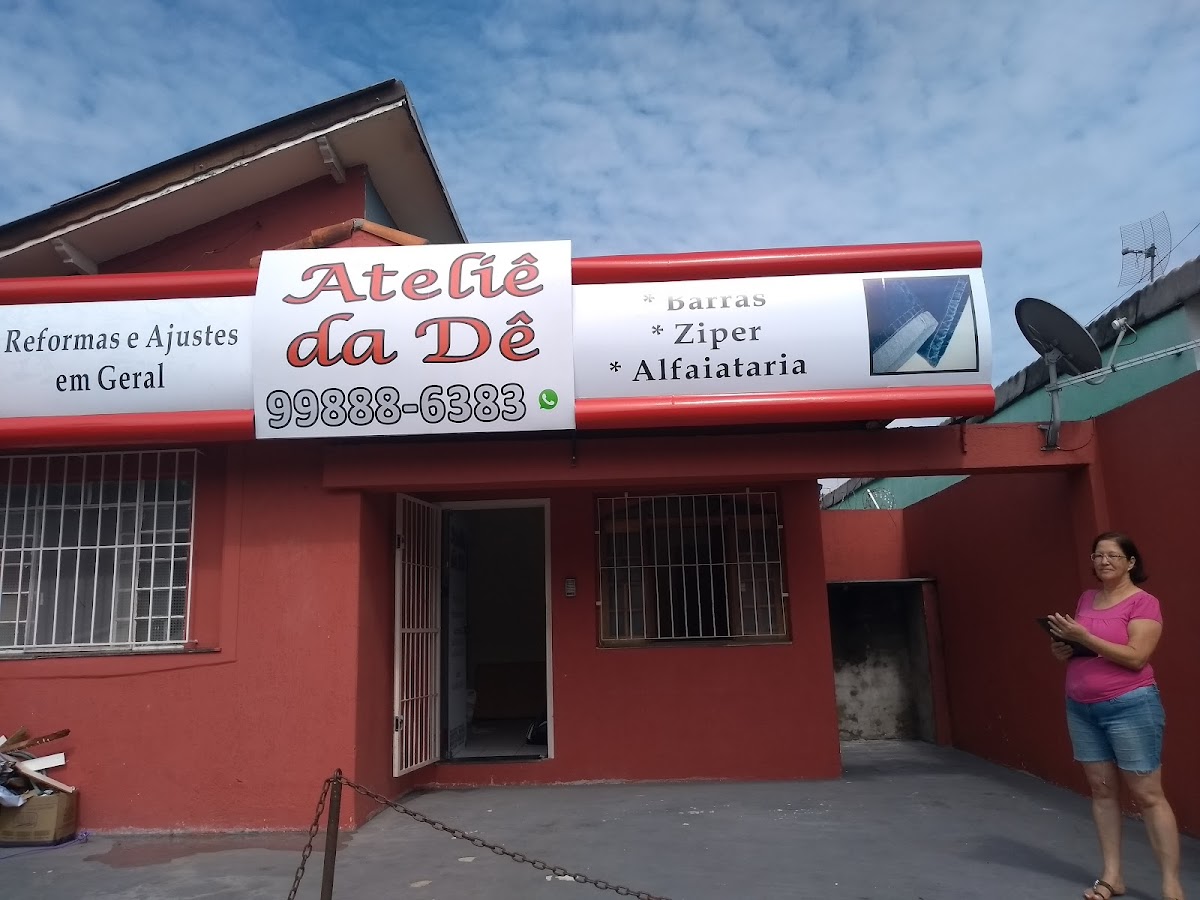 Reformas e Ajustes
em Geral
Ateliê
da Dê
99888-6383
* Barras
* Ziper
* Alfaiataria